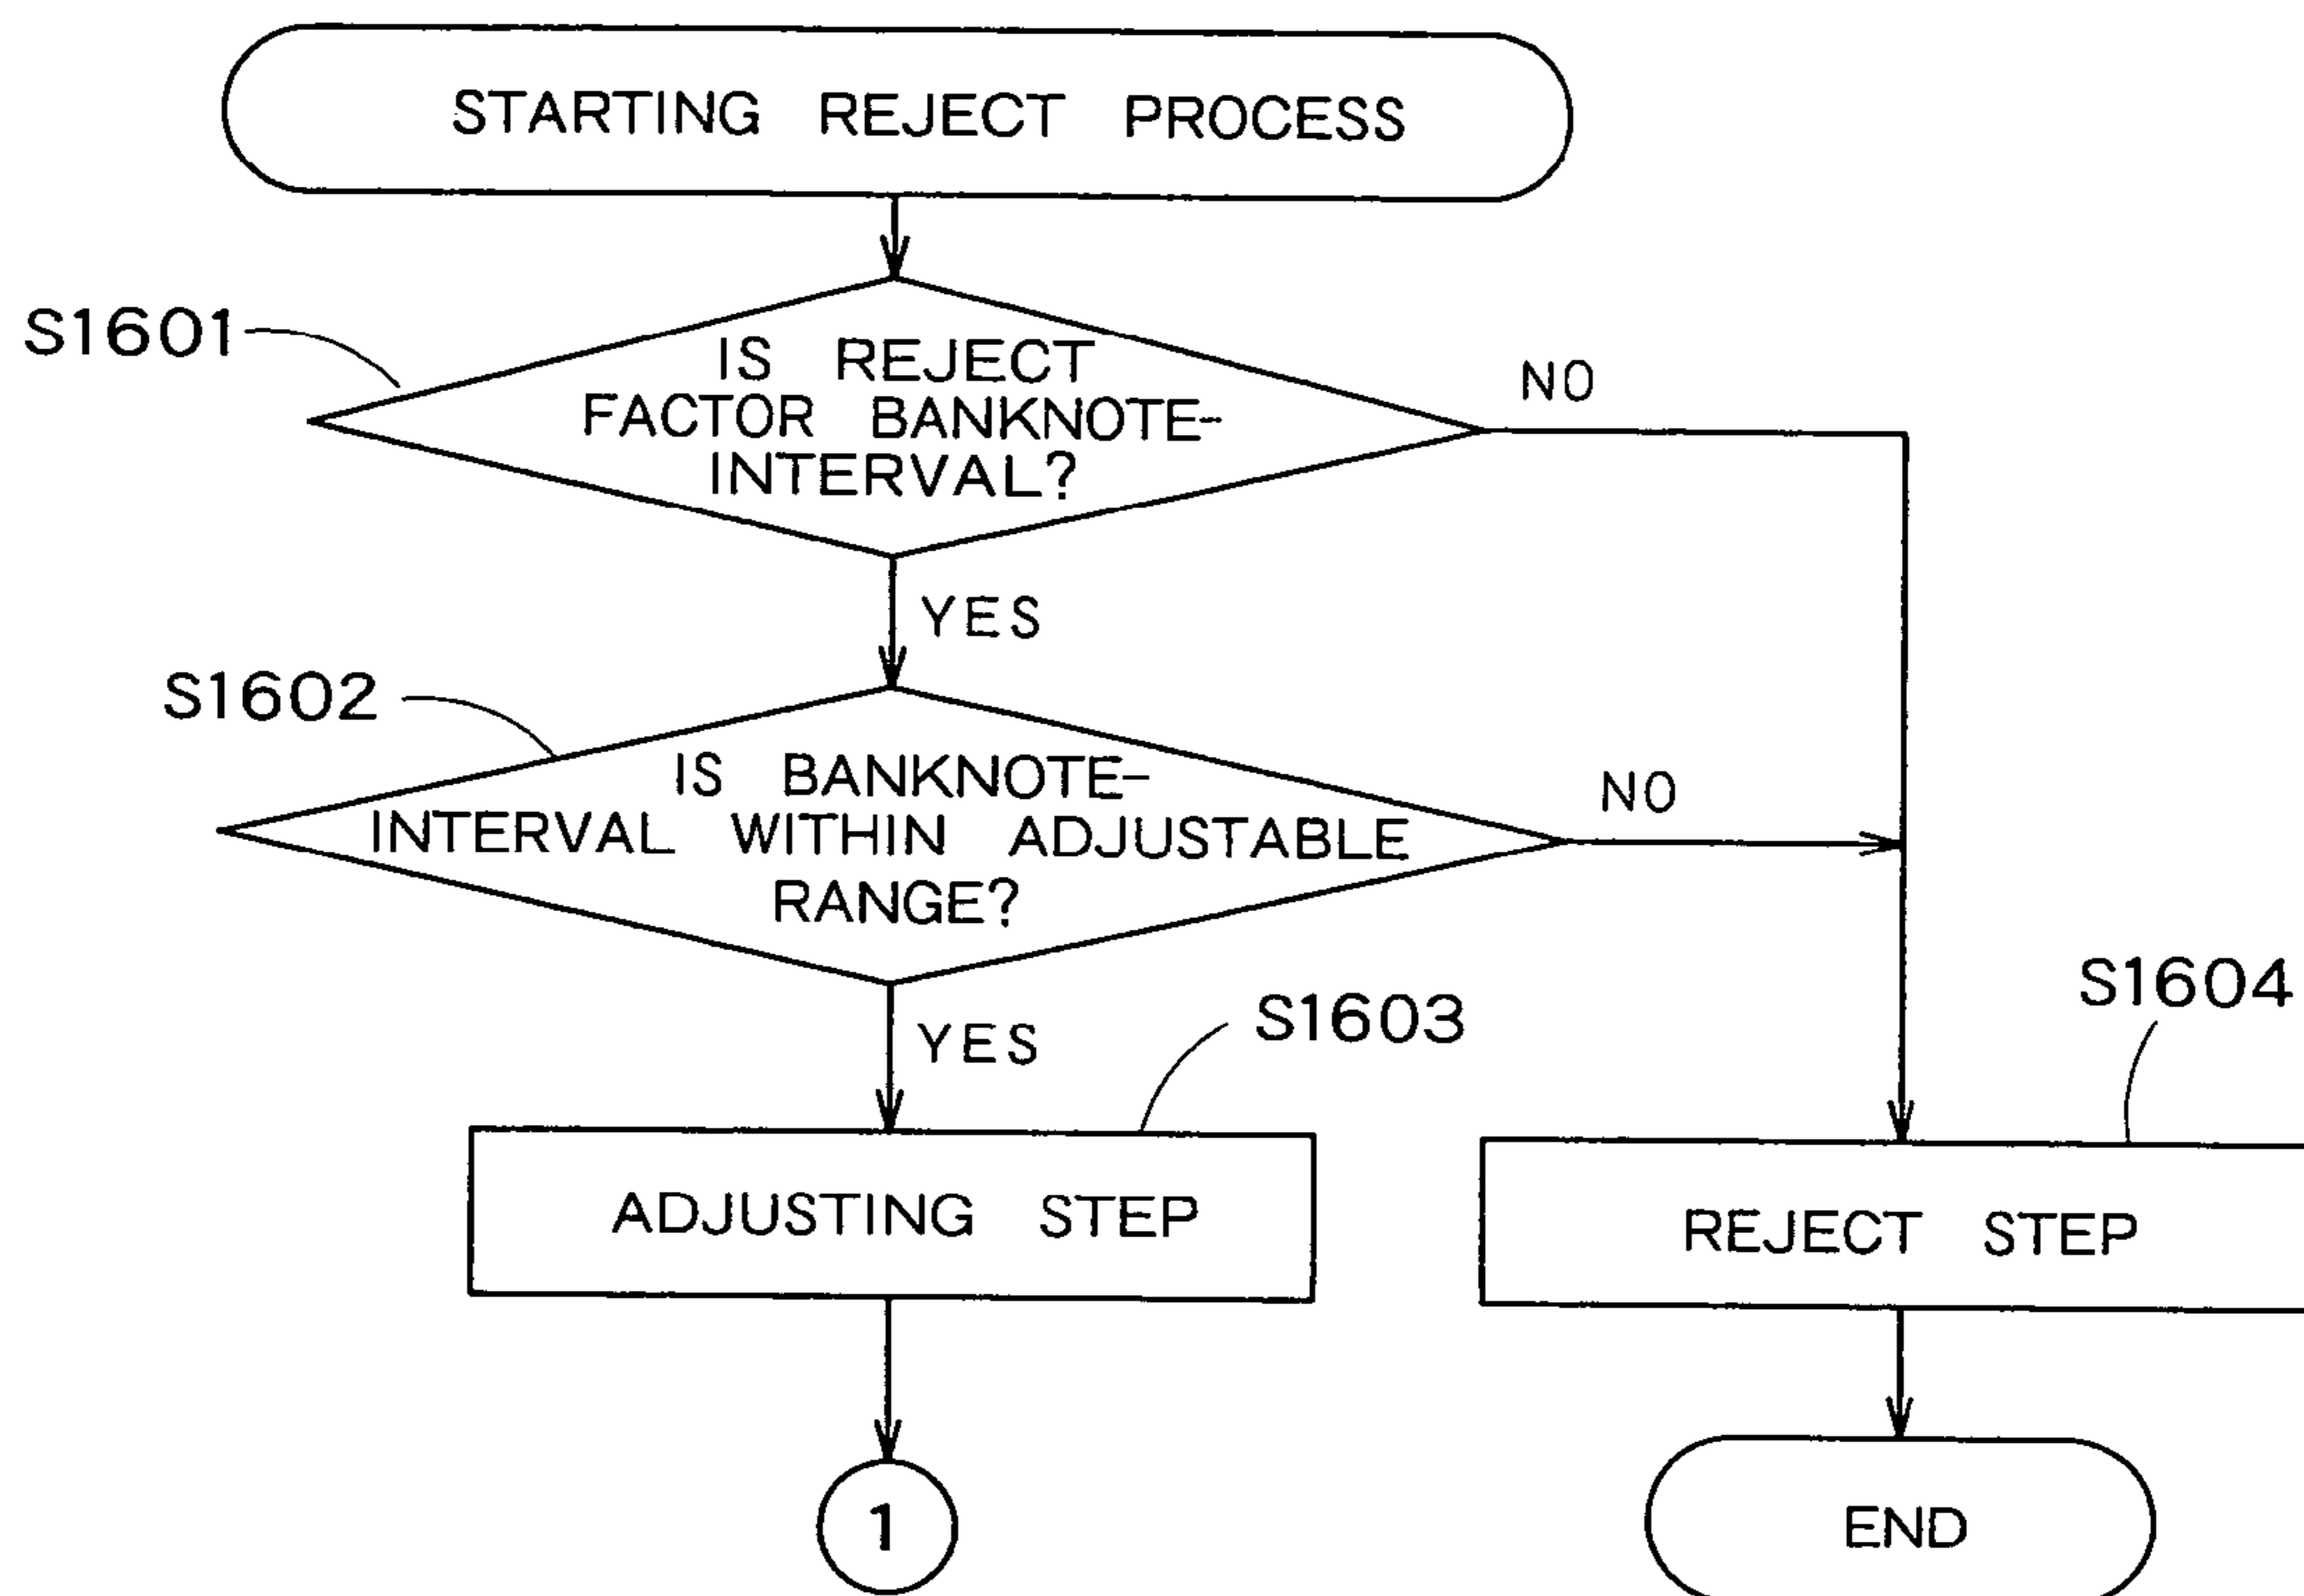 STARTING REJECT PROCESS
S1601
IS REJECT
FACTOR BANKNOTE-
INTERVAL?
NO
YES
S1602
IS BANKNOTE-
INTERVAL WITHIN ADJUSTABLE
RANGE?
NO
YES
S1603
S1604
ADJUSTING STEP
REJECT STEP
1
END